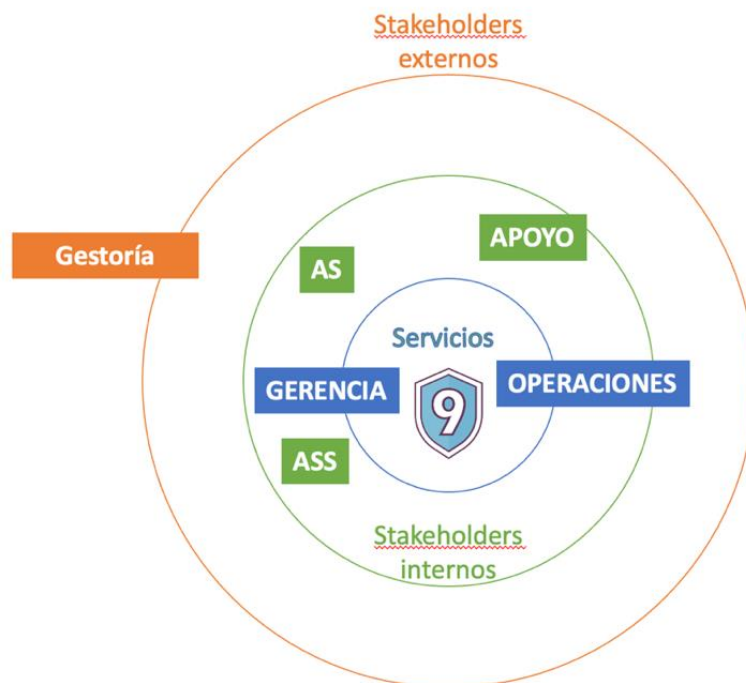 Stakeholders
externos
APOYO
Gestoría
AS
Servicios
GERENCIA
OPERACIONES
9
ASS
Stakeholders
internos